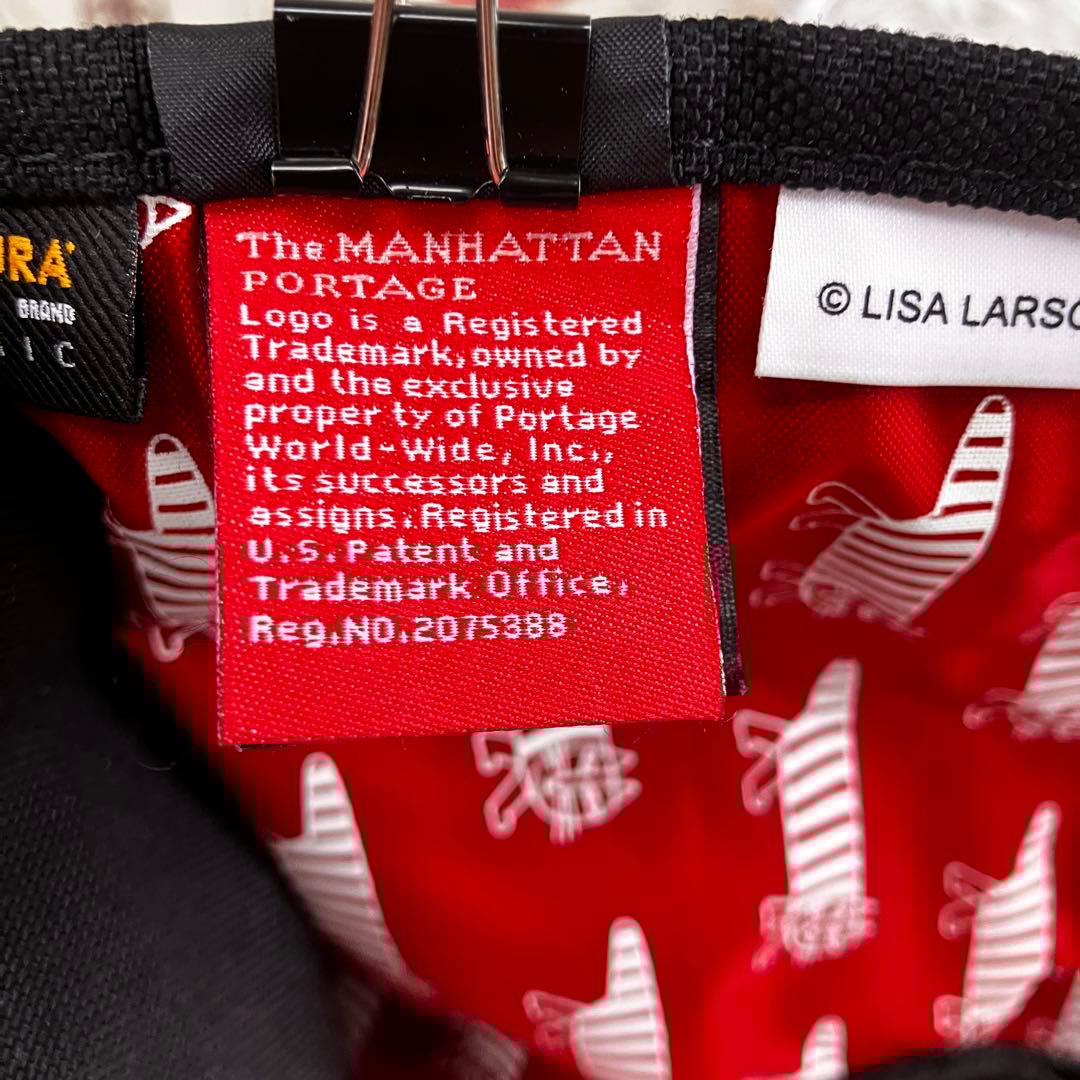 The MANHATTAN
PORTAGE
Logo is a Registered
Trademark, owned by
and the exclusive
property of Portage
World-Wide, Inc.,
its successors and
assigns. Registered in
U.S. Patent and
Trademark Office,
Reg.NO.2075388
BRAND
© LISA